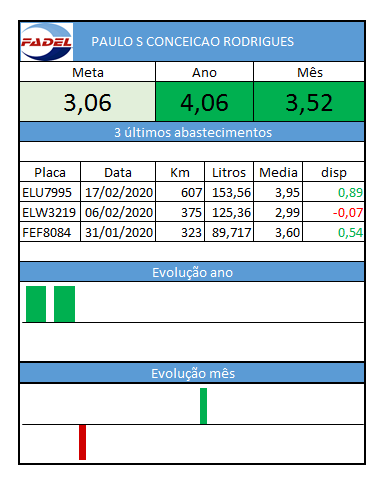 FADEL
PAULO S CONCEICAO RODRIGUES
Meta Ano Mês
3,06 4,06 3,52
3 últimos abastecimentos
Placa Data Km Litros Media disp
ELU7995 17/02/2020 607 153,56 3,95 0,89
ELW3219 06/02/2020 375 125,36 2,99 -0,07
FEF8084 31/01/2020 323 89,717 3,60 0,54
Evolução ano
Evolução mês